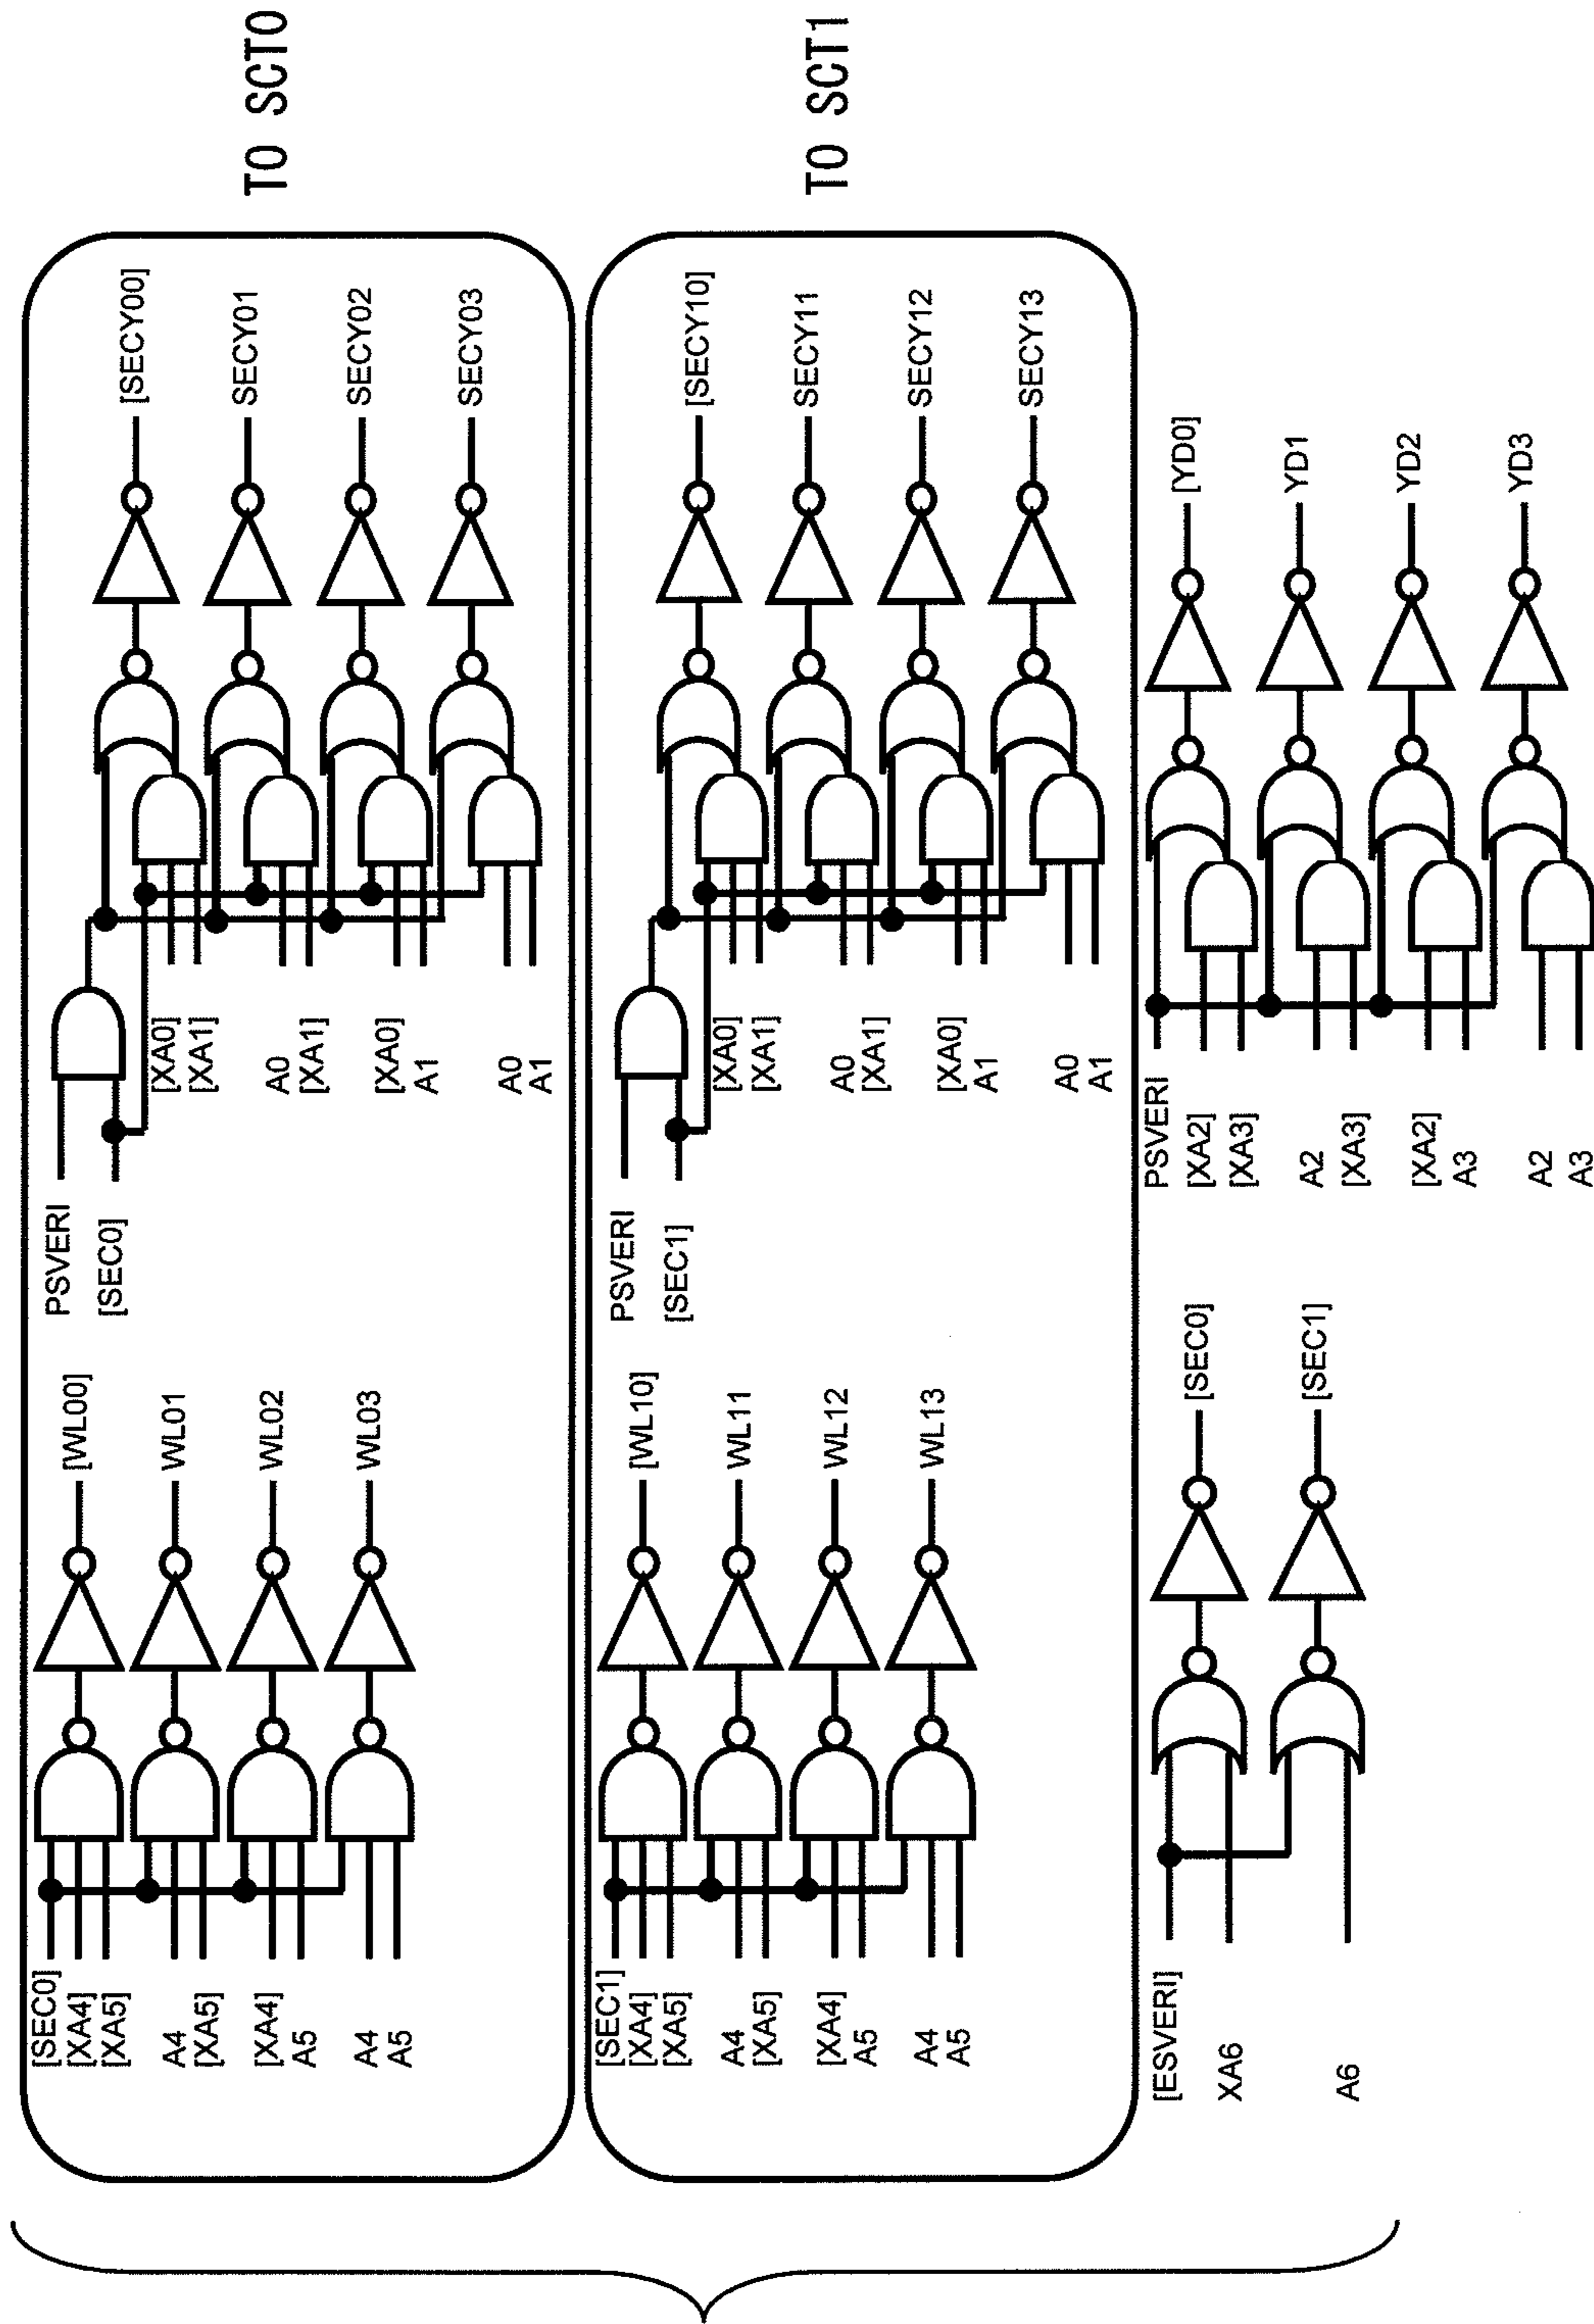 TO SCT0
[SEC0]
[XA4]
[XA5]
A4
[XA5]
[XA4]
A5
A4
A5
[WL00]
WL01
WL02
WL03
PSVERI
[SEC0]
[XA0]
[XA1]
A0
[XA1]
[XA0]
A1
A0
A1
[SECY00]
SECY01
SECY02
SECY03
TO SCT1
[SEC1]
[XA4]
[XA5]
A4
[XA5]
[XA4]
A5
A4
A5
[WL10]
WL11
WL12
WL13
PSVERI
[SEC1]
[XA0]
[XA1]
A0
[XA1]
[XA0]
A1
A0
A1
[SECY10]
SECY11
SECY12
SECY13
[ESVERI]
XA6
A6
[SEC0]
[SEC1]
PSVERI
[XA2]
[XA3]
A2
[XA3]
[XA2]
A3
A2
A3
[YD0]
YD1
YD2
YD3